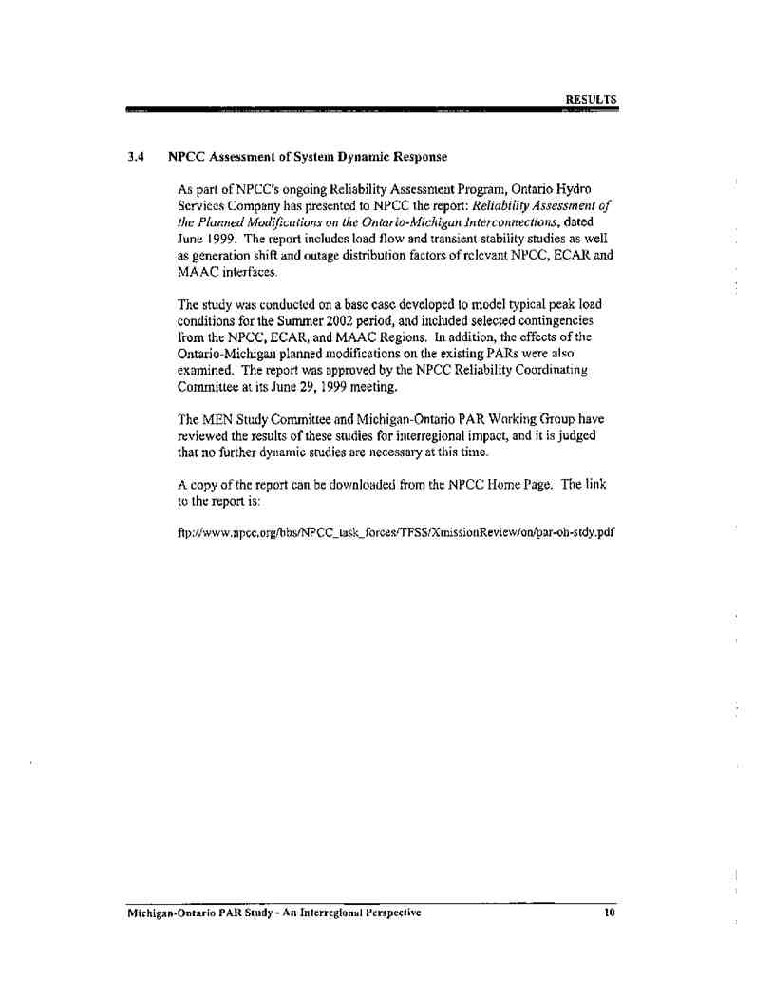 RESULTS
3.4 NPCC Assessment of System Dynamic Response
As part of NPCC's ongoing Reliability Assessment Program, Ontario Hydro
Services Company has presented to NPCC the report: Reliability Assessment of
the Planned Modifications on the Ontario-Michigan Interconnections, dated
June 1999. The report includes load flow and transient stability studies as well
as generation shift and outage distribution factors of relevant NPCC, ECAR and
MAAC interfaces.
The study was conducted on a base case developed to model typical peak load
conditions for the Summer 2002 period, and included selected contingencies
from the NPCC, ECAR, and MAAC Regions. In addition, the effects of the
Ontario-Michigan planned modifications on the existing PARs were also
examined. The report was approved by the NPCC Reliability Coordinating
Committee at its June 29, 1999 meeting.
The MEN Study Committee and Michigan-Ontario PAR Working Group have
reviewed the results of these studies for interregional impact, and it is judged
that no further dynamic studies are necessary at this time.
A copy of the report can be downloaded from the NPCC Home Page. The link
to the report is:
ftp://www.npcc.org/bbs/NPCC_task_forces/TFSS/XmissionReview/on/par-oh-stdy.pdf
Michigan-Ontario PAR Study - An Interregional Perspective 10